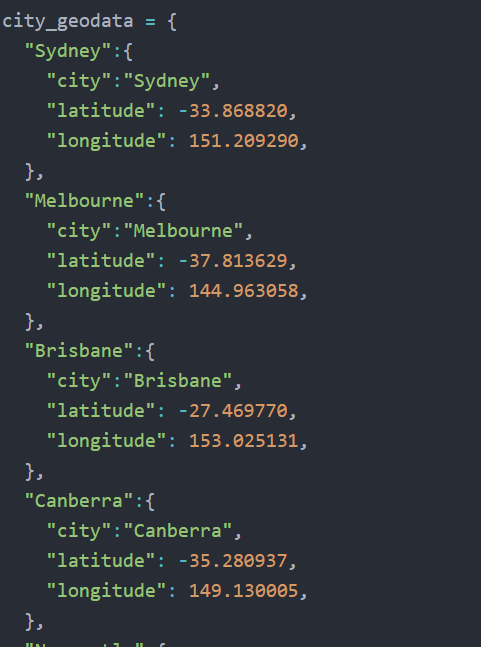 city_geodata = {
"Sydney":{
"city":"Sydney",
"latitude": -33.868820,
"longitude": 151.209290,
},
"Melbourne":{
"city":"Melbourne",
"latitude": -37.813629,
"longitude": 144.963058,
},
"Brisbane":{
"city":"Brisbane",
"latitude": -27.469770,
"longitude": 153.025131,
},
"Canberra":{
"city":"Canberra",
"latitude": -35.280937,
"longitude": 149.130005,
},